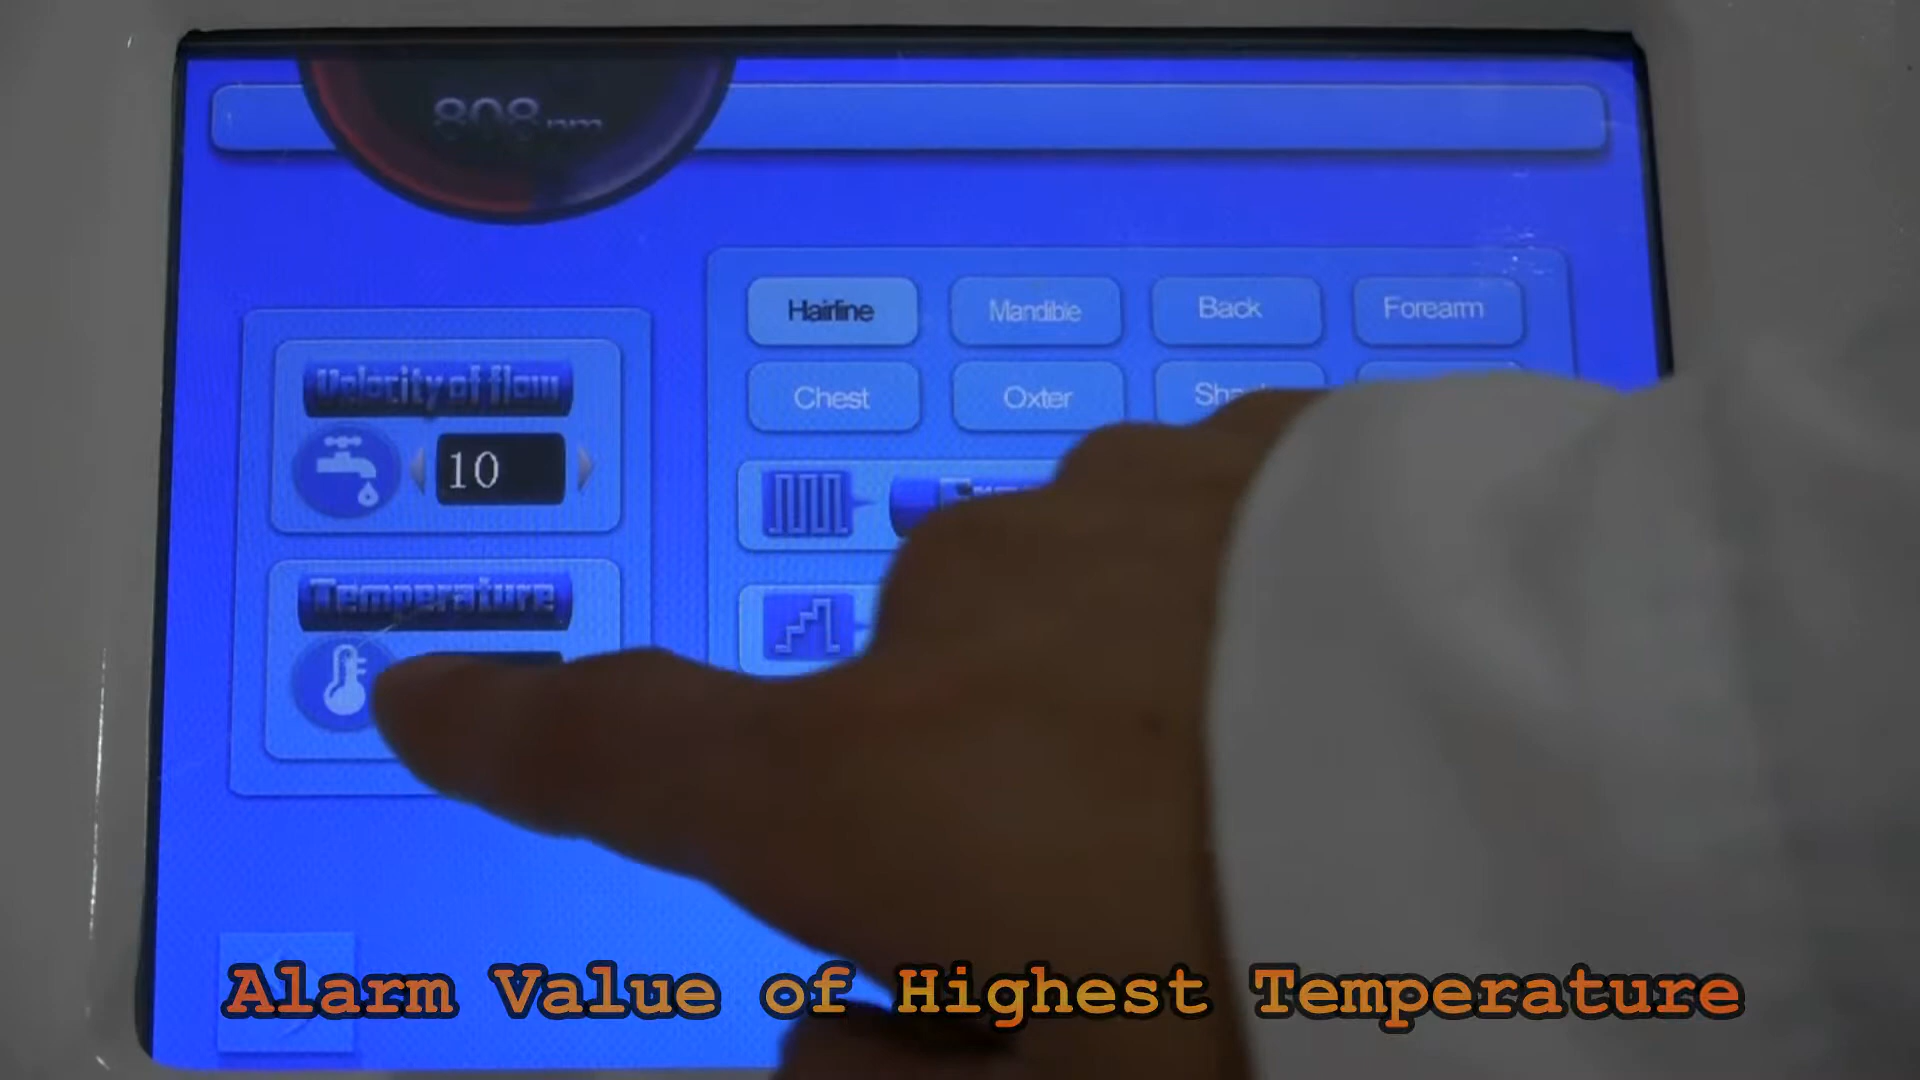 808nm
Hairline
Mandible
Back
Forearm
Chest
Oxter
Velocity of flow
10
Temperature
Alarm Value of Highest Temperature